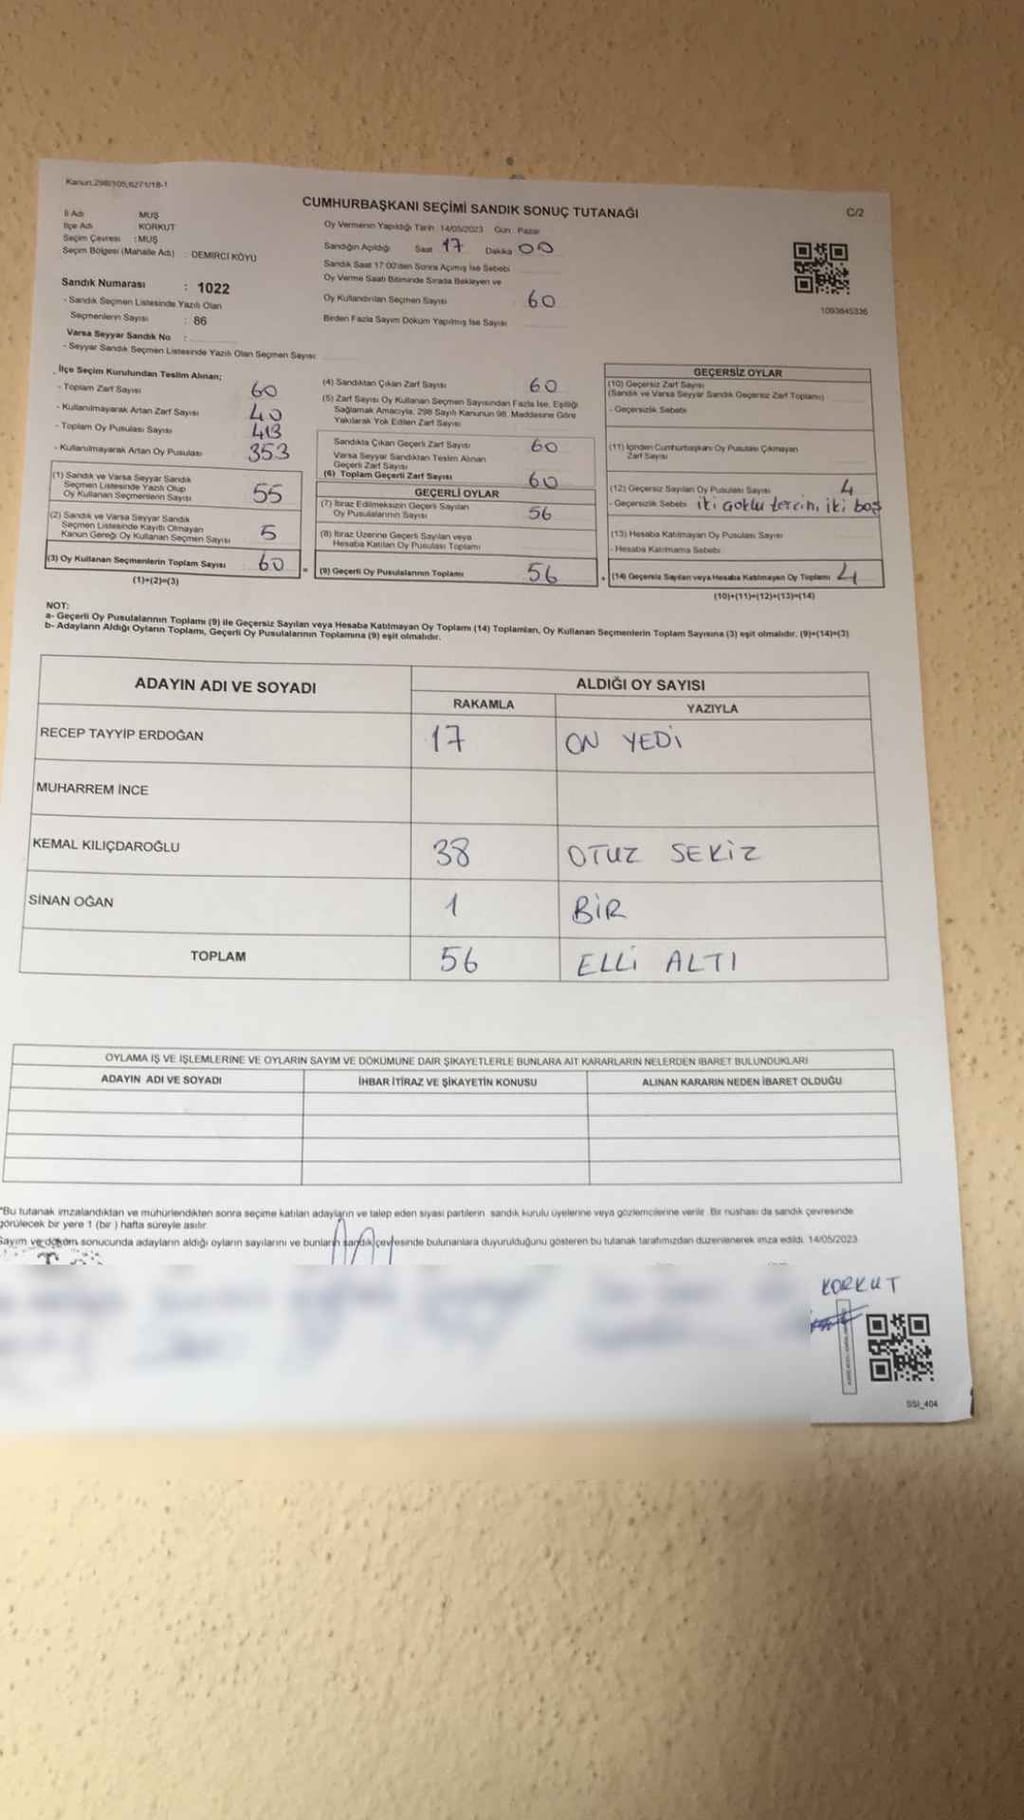 Kanun:298/105,6271/18-1
CUMHURBAŞKANI SEÇİMİ SANDIK SONUÇ TUTANAĞI
C/2
İl Adı MUŞ
İlçe Adı KORKUT
Seçim Çevresi : MUŞ
Seçim Bölgesi (Mahalle Adı) : DEMİRCİ KÖYÜ
Oy Vermenin Yapıldığı Tarih 14/05/2023 Gün : Pazar
Sandığın Açıldığı Saat 17 Dakika 00
Sandık Saat 17:00'den Sonra Açılmış İse Sebebi
Oy Verme Saati Bitiminde Sırada Bekleyen ve
Oy Kullandırılan Seçmen Sayısı 60
Birden Fazla Sayım Döküm Yapılmış İse Sayısı
1093645336
Sandık Numarası : 1022
- Sandık Seçmen Listesinde Yazılı Olan
Seçmenlerin Sayısı : 86
Varsa Seyyar Sandık No :
- Seyyar Sandık Seçmen Listesinde Yazılı Olan Seçmen Sayısı:
İlçe Seçim Kurulundan Teslim Alınan;
- Toplam Zarf Sayısı 60
- Kullanılmayarak Artan Zarf Sayısı 40
- Toplam Oy Pusulası Sayısı 413
- Kullanılmayarak Artan Oy Pusulası 353
(1) Sandık ve Varsa Seyyar Sandık
Seçmen Listesinde Yazılı Olup
Oy Kullanan Seçmenlerin Sayısı 55
(2) Sandık ve Varsa Seyyar Sandık
Seçmen Listesinde Kayıtlı Olmayan
Kanun Gereği Oy Kullanan Seçmen Sayısı 5
(3) Oy Kullanan Seçmenlerin Toplam Sayısı 60
(1)+(2)=(3)
(4) Sandıktan Çıkan Zarf Sayısı 60
(5) Zarf Sayısı Oy Kullanan Seçmen Sayısından Fazla İse, Eşitliği
Sağlamak Amacıyla, 298 Sayılı Kanunun 98. Maddesine Göre
Yakılarak Yok Edilen Zarf Sayısı
Sandıkta Çıkan Geçerli Zarf Sayısı 60
Varsa Seyyar Sandıktan Teslim Alınan
Geçerli Zarf Sayısı
(6) Toplam Geçerli Zarf Sayısı 60
GEÇERLİ OYLAR
(7) İtiraz Edilmeksizin Geçerli Sayılan
Oy Pusulalarının Sayısı 56
(8) İtiraz Üzerine Geçerli Sayılan veya
Hesaba Katılan Oy Pusulası Toplamı
(9) Geçerli Oy Pusulalarının Toplamı 56
GEÇERSİZ OYLAR
(10) Geçersiz Zarf Sayısı
(Sandık ve Varsa Seyyar Sandık Geçersiz Zarf Toplamı)
- Geçersizlik Sebebi
(11) İçinden Cumhurbaşkanı Oy Pusulası Çıkmayan
Zarf Sayısı
(12) Geçersiz Sayılan Oy Pusulası Sayısı 4
- Geçersizlik Sebebi iki çoklu tercih, iki boş
(13) Hesaba Katılmayan Oy Pusulası Sayısı
- Hesaba Katılmama Sebebi
(14) Geçersiz Sayılan veya Hesaba Katılmayan Oy Toplamı 4
(10)+(11)+(12)+(13)=(14)
NOT:
a- Geçerli Oy Pusulalarının Toplamı (9) ile Geçersiz Sayılan veya Hesaba Katılmayan Oy Toplamı (14) Toplamları, Oy Kullanan Seçmenlerin Toplam Sayısına (3) eşit olmalıdır. (9)+(14)=(3)
b- Adayların Aldığı Oyların Toplamı, Geçerli Oy Pusulalarının Toplamına (9) eşit olmalıdır.
ADAYIN ADI VE SOYADI ALDIĞI OY SAYISI
RAKAMLA YAZIYLA
RECEP TAYYİP ERDOĞAN 17 ON YEDİ
MUHARREM İNCE
KEMAL KILIÇDAROĞLU 38 OTUZ SEKİZ
SİNAN OĞAN 1 BİR
TOPLAM 56 ELLİ ALTI
OYLAMA İŞ VE İŞLEMLERİNE VE OYLARIN SAYIM VE DÖKÜMÜNE DAİR ŞİKAYETLERLE BUNLARA AİT KARARLARIN NELERDEN İBARET BULUNDUKLARI
ADAYIN ADI VE SOYADI İHBAR İTİRAZ VE ŞİKAYETİN KONUSU ALINAN KARARIN NEDEN İBARET OLDUĞU
*Bu tutanak imzalandıktan ve mühürlendikten sonra seçime katılan adayların ve talep eden siyasi partilerin sandık kurulu üyelerine veya gözlemcilerine verilir. Bir nüshası da sandık çevresinde
görülecek bir yere 1 (bir ) hafta süreyle asılır.
Sayım ve döküm sonucunda adayların aldığı oyların sayılarını ve bunların sandık çevresinde bulunanlara duyurulduğunu gösteren bu tutanak tarafımızdan düzenlenerek imza edildi. 14/05/2023
KORKUT
SSI_404